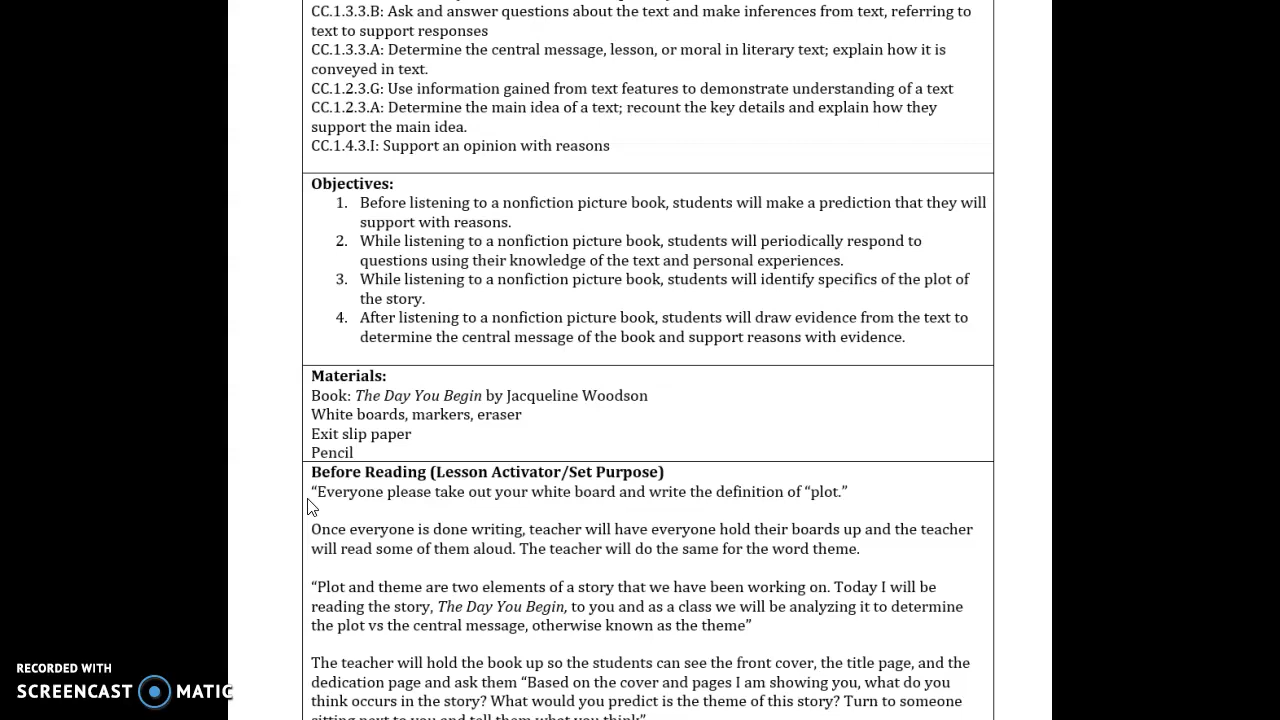 CC.1.3.3.B: Ask and answer questions about the text and make inferences from text, referring to
text to support responses
CC.1.3.3.A: Determine the central message, lesson, or moral in literary text; explain how it is
conveyed in text.
CC.1.2.3.G: Use information gained from text features to demonstrate understanding of a text
CC.1.2.3.A: Determine the main idea of a text; recount the key details and explain how they
support the main idea.
CC.1.4.3.I: Support an opinion with reasons
Objectives:
1. Before listening to a nonfiction picture book, students will make a prediction that they will
support with reasons.
2. While listening to a nonfiction picture book, students will periodically respond to
questions using their knowledge of the text and personal experiences.
3. While listening to a nonfiction picture book, students will identify specifics of the plot of
the story.
4. After listening to a nonfiction picture book, students will draw evidence from the text to
determine the central message of the book and support reasons with evidence.
Materials:
Book: The Day You Begin by Jacqueline Woodson
White boards, markers, eraser
Exit slip paper
Pencil
Before Reading (Lesson Activator/Set Purpose)
“Everyone please take out your white board and write the definition of “plot.”
Once everyone is done writing, teacher will have everyone hold their boards up and the teacher
will read some of them aloud. The teacher will do the same for the word theme.
“Plot and theme are two elements of a story that we have been working on. Today I will be
reading the story, The Day You Begin, to you and as a class we will be analyzing it to determine
the plot vs the central message, otherwise known as the theme”
The teacher will hold the book up so the students can see the front cover, the title page, and the
dedication page and ask them “Based on the cover and pages I am showing you, what do you
think occurs in the story? What would you predict is the theme of this story? Turn to someone
sitting next to you and tell them what you think”
RECORDED WITH
SCREENCAST MATIC